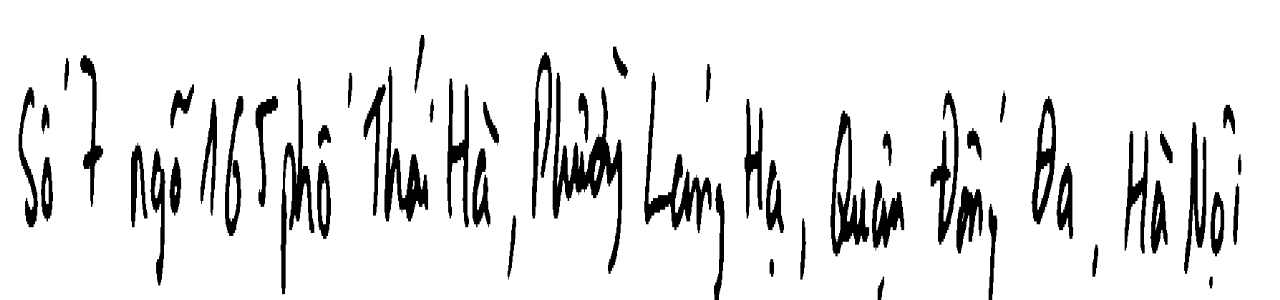 Số 7 ngõ 165 phố Thái Hà, Phường Láng Hạ, Quận Đống Đa, Hà Nội